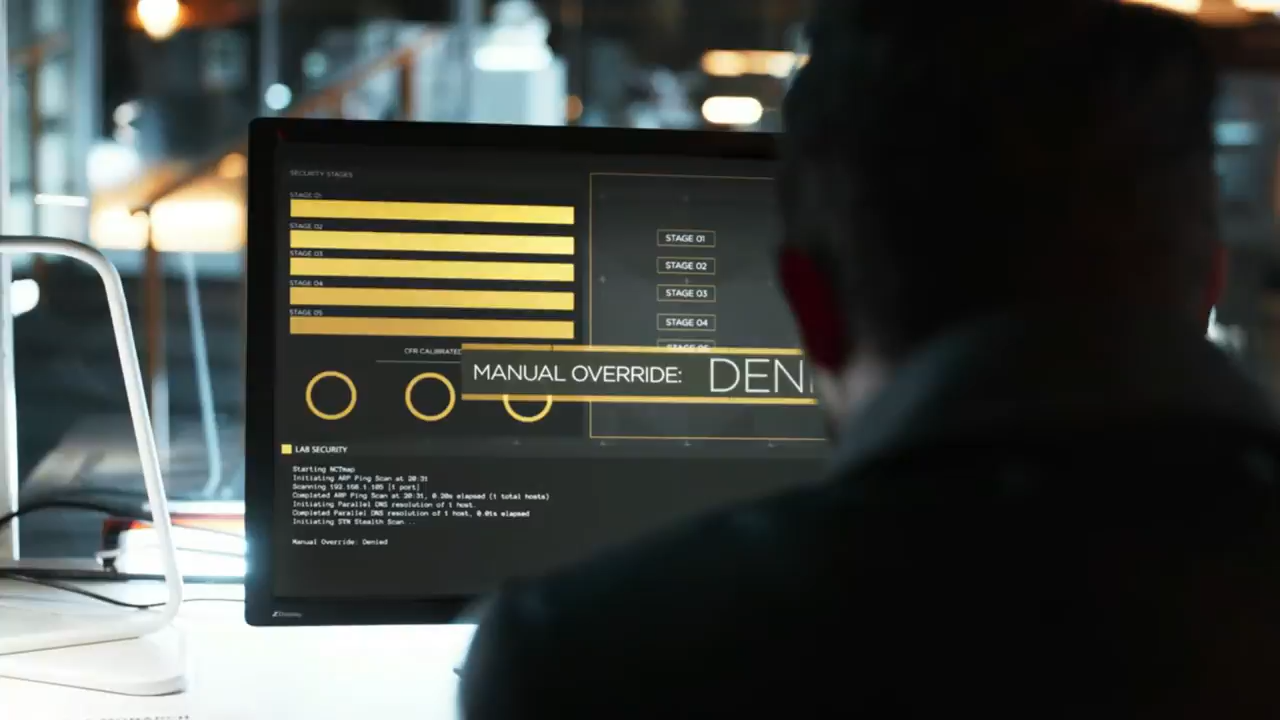 SECURITY STAGES
STAGE 01
STAGE 02
STAGE 03
STAGE 04
STAGE 05
STAGE 01
STAGE 02
STAGE 03
STAGE 04
STAGE 05
CFR CALIBRATED
MANUAL OVERRIDE: DENI
LAB SECURITY
Starting NCTmap
Initiating ARP Ping Scan at 20:31
Scanning 192.168.1.105 [1 port]
Completed ARP Ping Scan at 20:31, 0.20s elapsed (1 total hosts)
Initiating Parallel DNS resolution of 1 host.
Completed Parallel DNS resolution of 1 host, 0.01s elapsed
Initiating SYN Stealth Scan...
Manual Override: Denied